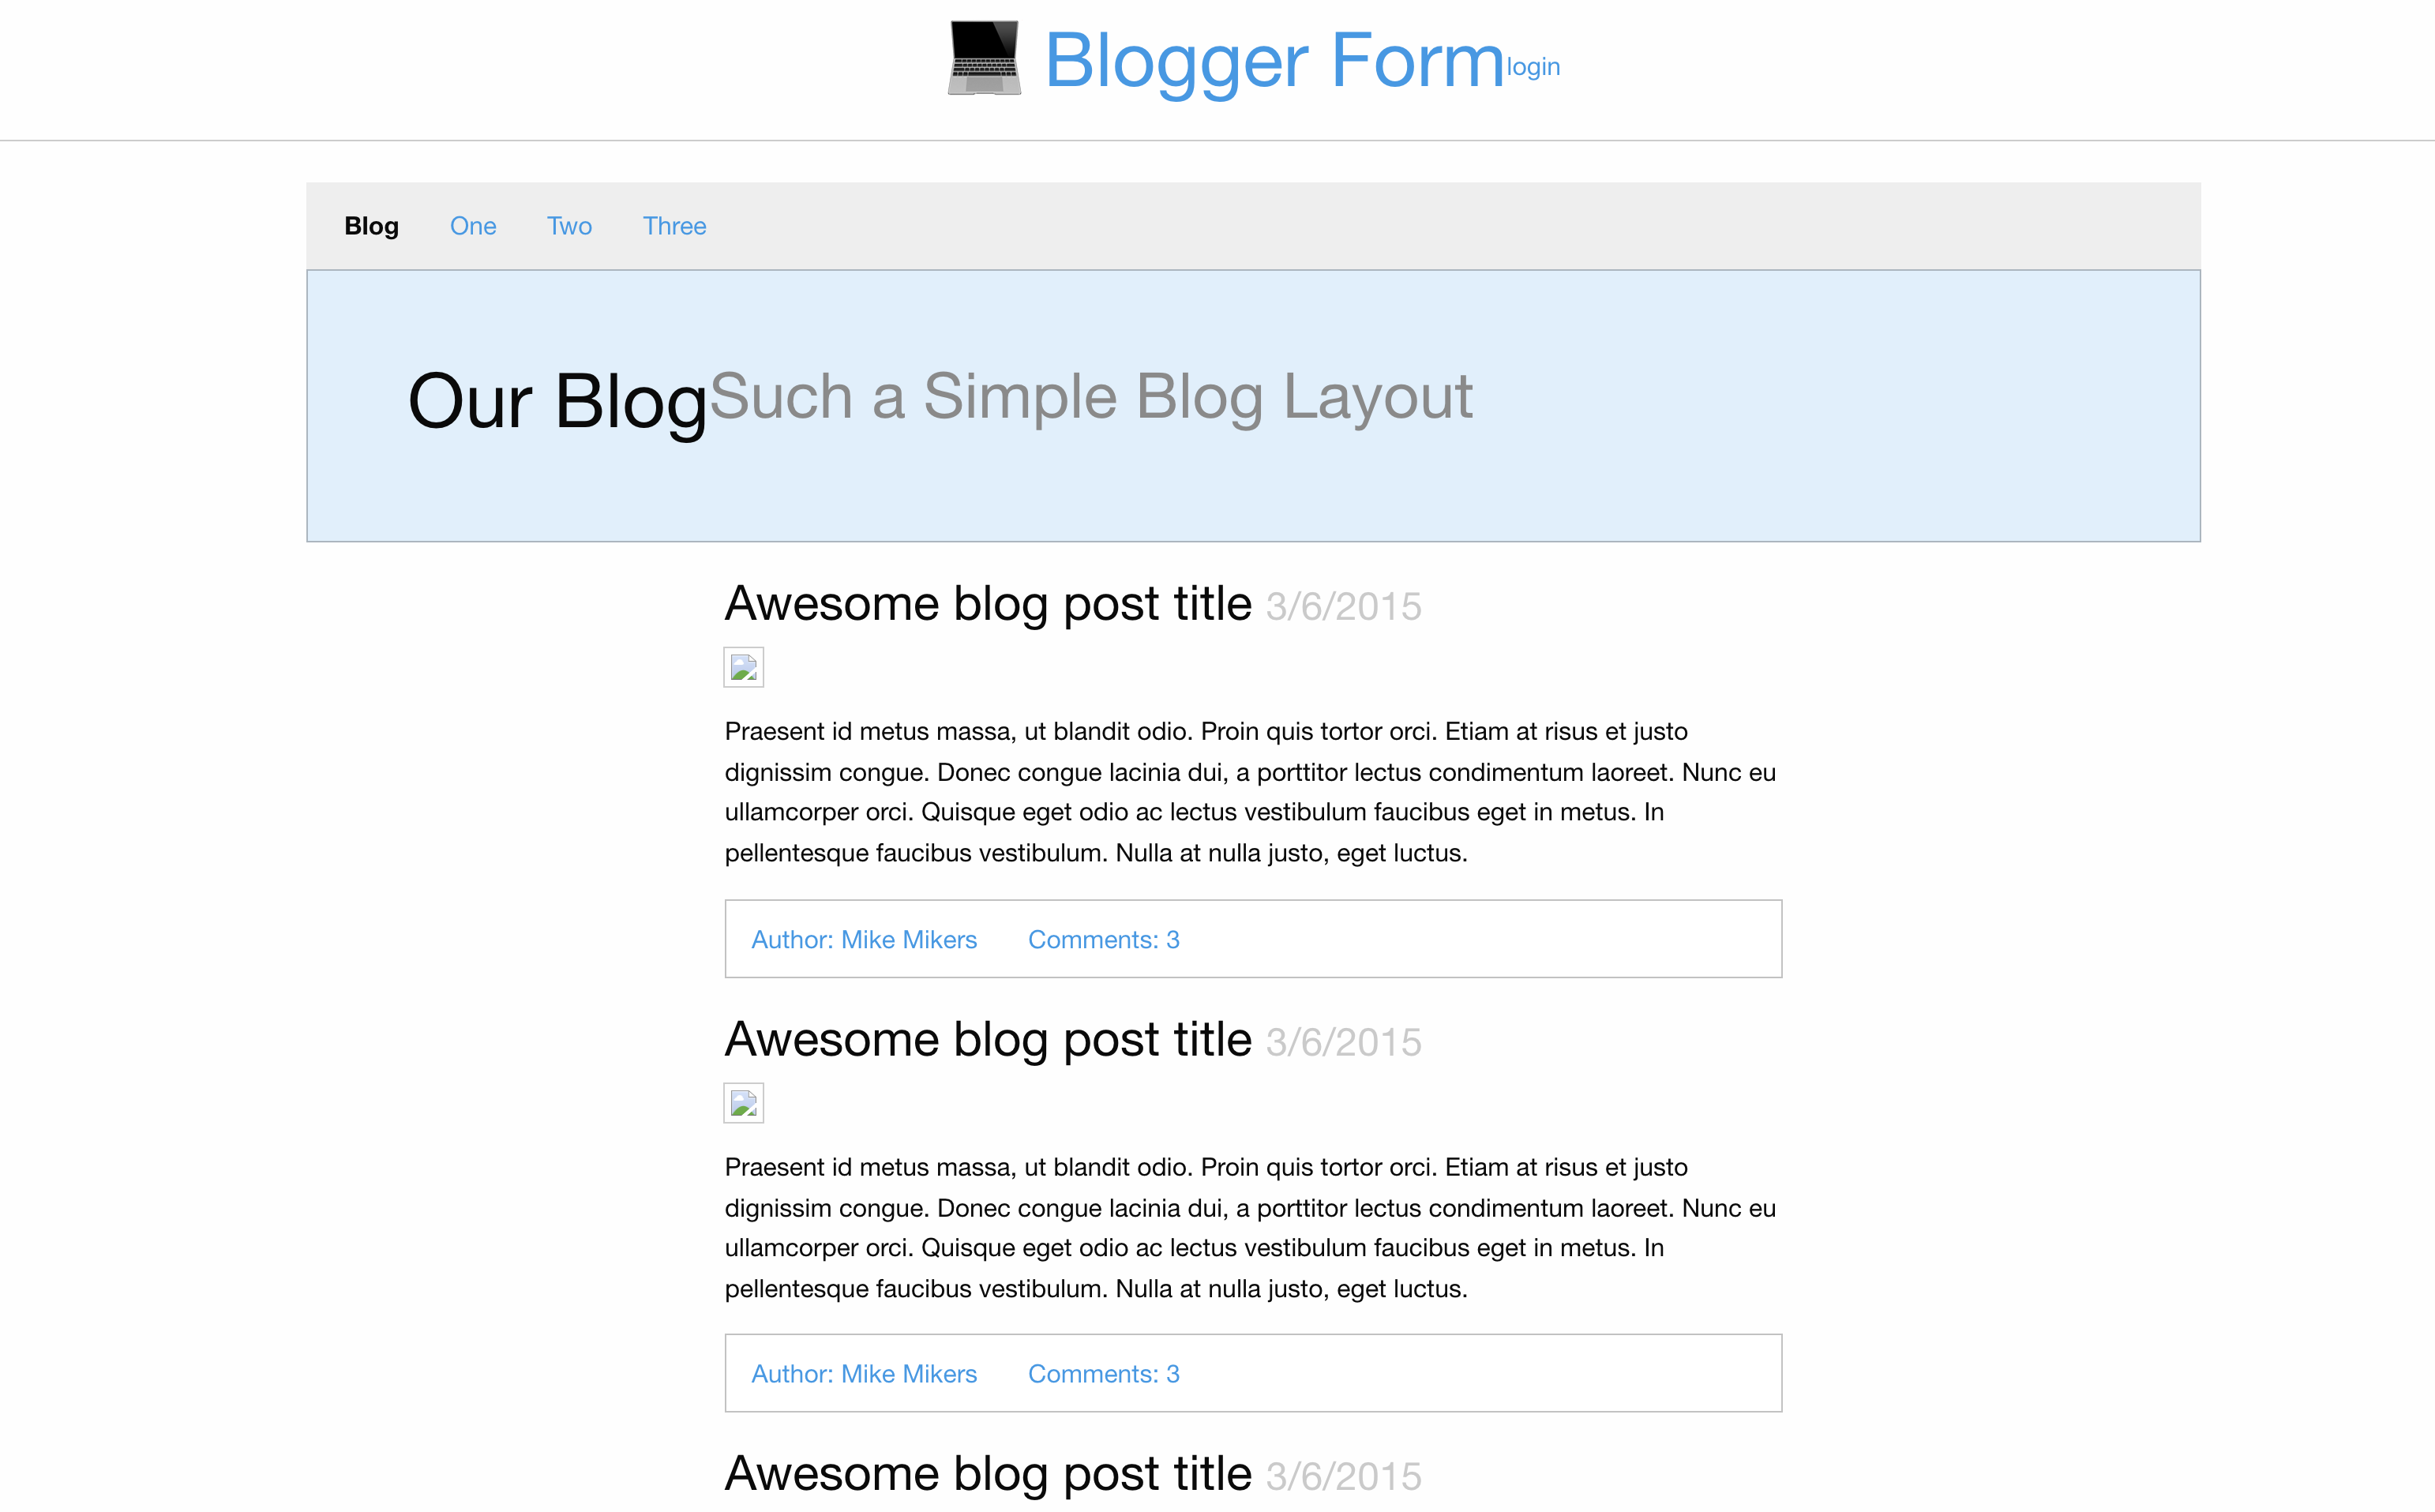 Blogger Form login
Blog One Two Three
Our Blog Such a Simple Blog Layout
Awesome blog post title 3/6/2015
Praesent id metus massa, ut blandit odio. Proin quis tortor orci. Etiam at risus et justo
dignissim congue. Donec congue lacinia dui, a porttitor lectus condimentum laoreet. Nunc eu
ullamcorper orci. Quisque eget odio ac lectus vestibulum faucibus eget in metus. In
pellentesque faucibus vestibulum. Nulla at nulla justo, eget luctus.
Author: Mike Mikers Comments: 3
Awesome blog post title 3/6/2015
Praesent id metus massa, ut blandit odio. Proin quis tortor orci. Etiam at risus et justo
dignissim congue. Donec congue lacinia dui, a porttitor lectus condimentum laoreet. Nunc eu
ullamcorper orci. Quisque eget odio ac lectus vestibulum faucibus eget in metus. In
pellentesque faucibus vestibulum. Nulla at nulla justo, eget luctus.
Author: Mike Mikers Comments: 3
Awesome blog post title 3/6/2015